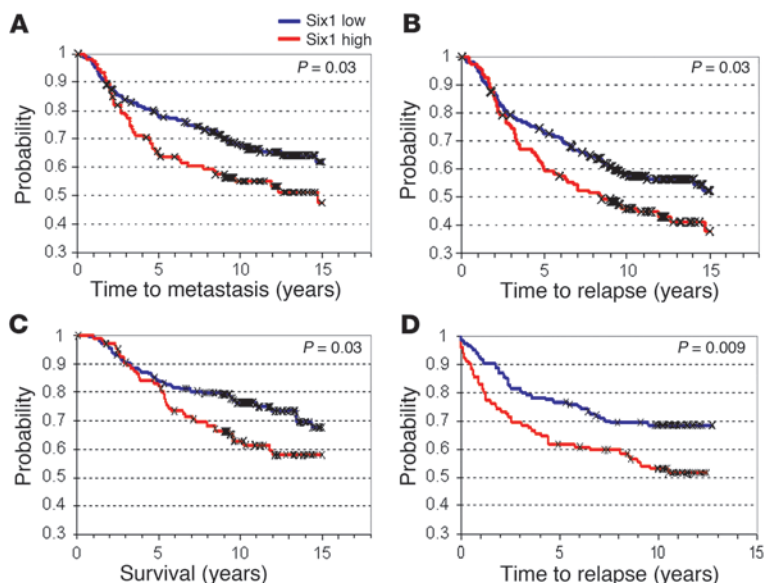 A
Six1 low
Six1 high
B
P = 0.03
1
0.9
0.8
0.7
0.6
0.5
0.4
0.3
Probability
0 5 10 15
Time to metastasis (years)
P = 0.03
1
0.9
0.8
0.7
0.6
0.5
0.4
0.3
Probability
0 5 10 15
Time to relapse (years)
C
P = 0.03
1
0.9
0.8
0.7
0.6
0.5
0.4
0.3
Probability
0 5 10 15
Survival (years)
D
P = 0.009
1
0.9
0.8
0.7
0.6
0.5
0.4
0.3
Probability
0 5 10 15
Time to relapse (years)